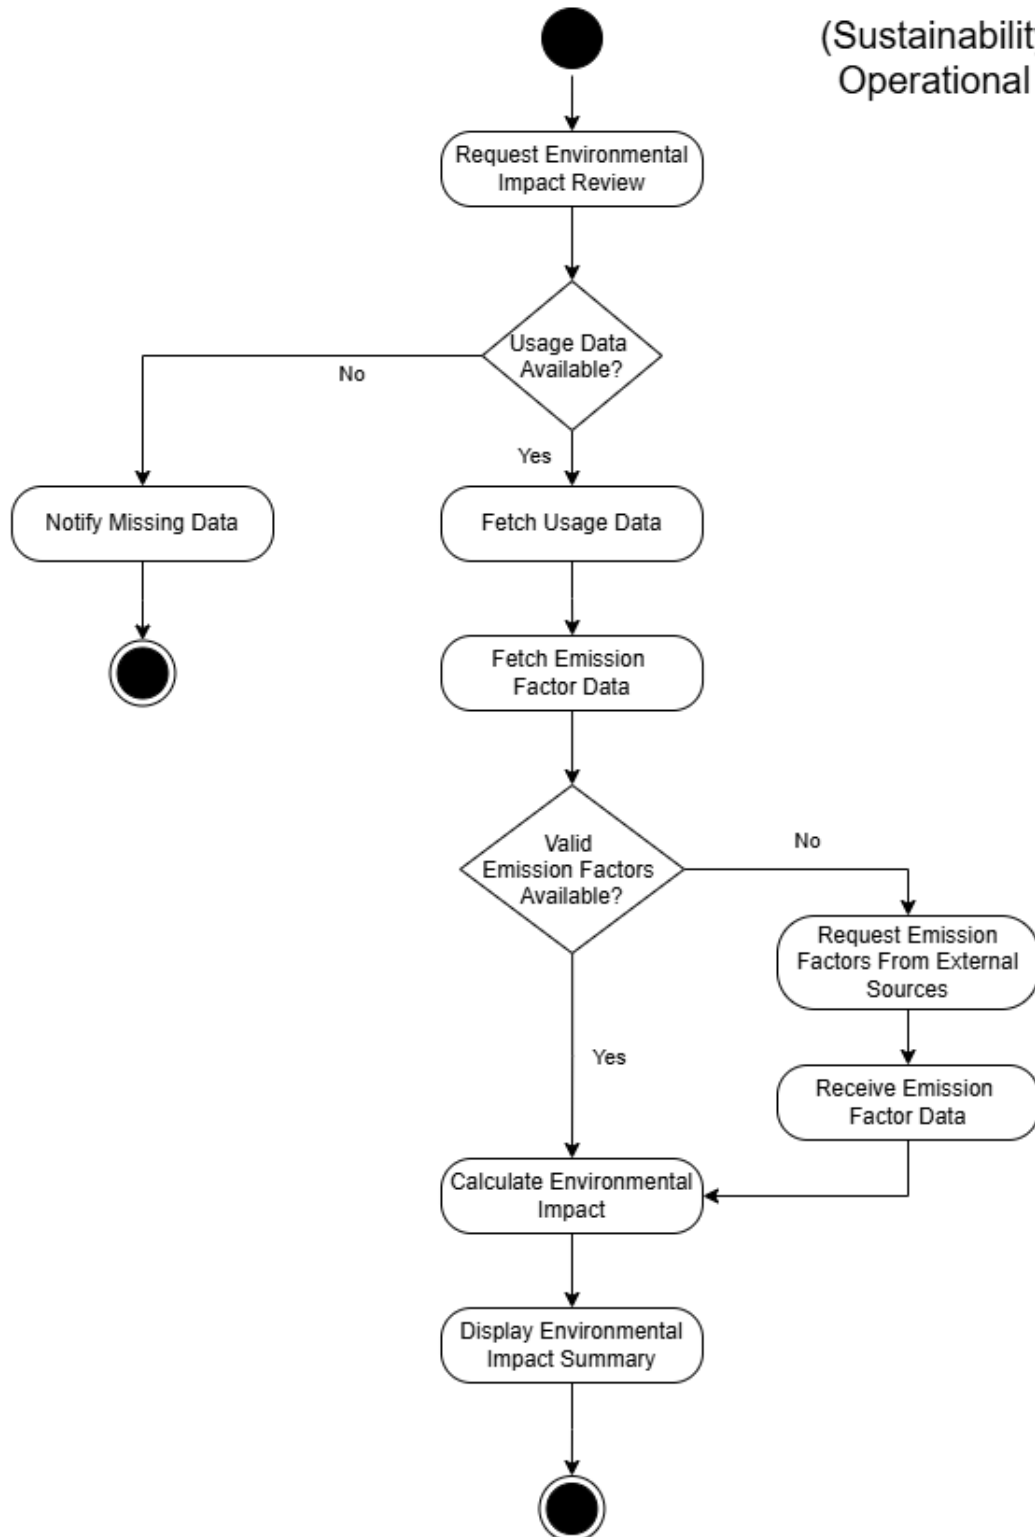 (Sustainabilit
Operational
Request Environmental
Impact Review
Usage Data
Available?
No
Yes
Notify Missing Data
Fetch Usage Data
Fetch Emission
Factor Data
Valid
Emission Factors
Available?
No
Request Emission
Factors From External
Sources
Yes
Receive Emission
Factor Data
Calculate Environmental
Impact
Display Environmental
Impact Summary